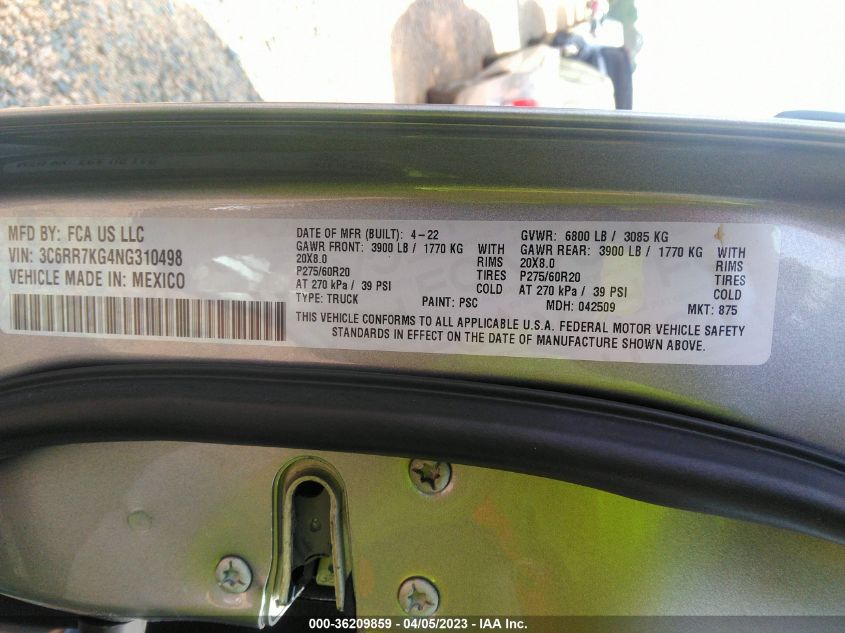 MFD BY: FCA US LLC
VIN: 3C6RR7KG4NG310498
VEHICLE MADE IN: MEXICO
DATE OF MFR (BUILT): 4-22
GVWR: 6800 LB / 3085 KG
GAWR FRONT: 3900 LB / 1770 KG WITH
GAWR REAR: 3900 LB / 1770 KG WITH
20X8.0 RIMS
20X8.0 RIMS
P275/60R20 TIRES
P275/60R20 TIRES
AT 270 kPa / 39 PSI COLD
AT 270 kPa / 39 PSI COLD
TYPE: TRUCK PAINT: PSC MDH: 042509 MKT: 875
THIS VEHICLE CONFORMS TO ALL APPLICABLE U.S.A. FEDERAL MOTOR VEHICLE SAFETY
STANDARDS IN EFFECT ON THE DATE OF MANUFACTURE SHOWN ABOVE.
000-36209859 — 04/05/2023 — IAA Inc.